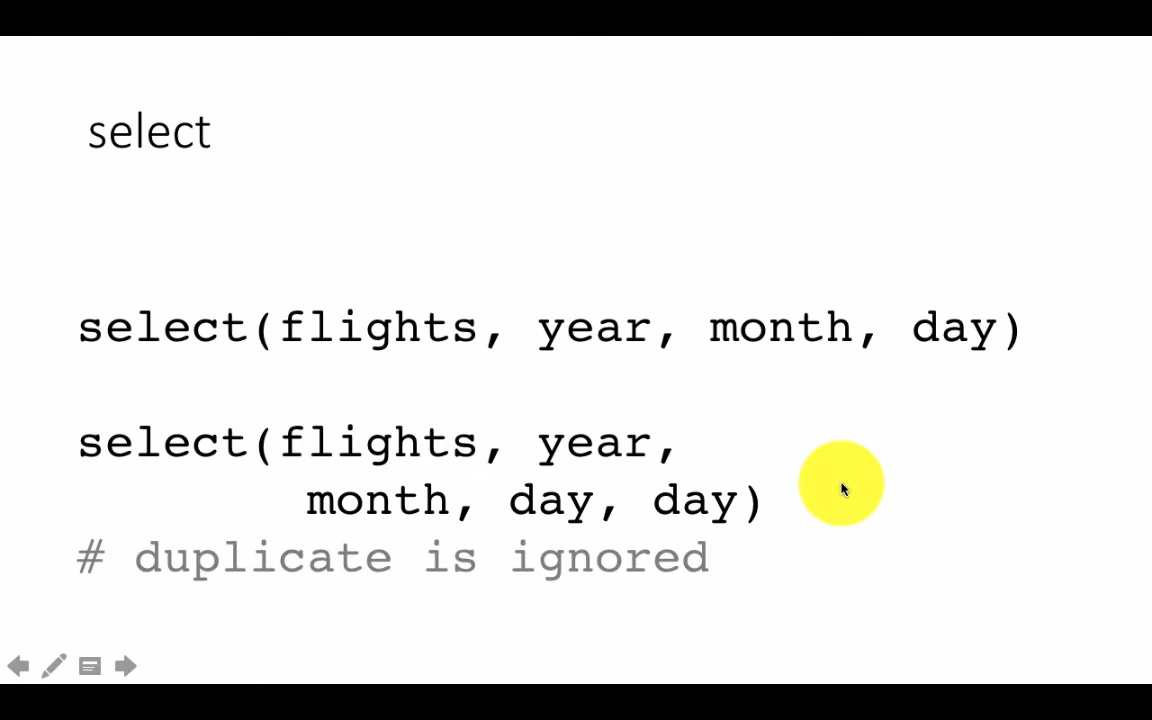 select
select(flights, year, month, day)
select(flights, year,
month, day, day)
# duplicate is ignored